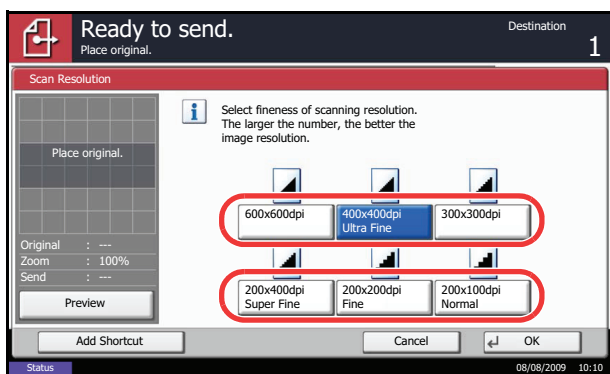 Ready to send.
Destination
Place original.
1
Scan Resolution
i
Select fineness of scanning resolution.
The larger the number, the better the
image resolution.
Place original.
600x600dpi
400x400dpi
Ultra Fine
300x300dpi
Original : ---
Zoom : 100%
Send : ---
200x400dpi
Super Fine
200x200dpi
Fine
200x100dpi
Normal
Preview
Add Shortcut
Cancel
OK
Status
08/08/2009 10:10